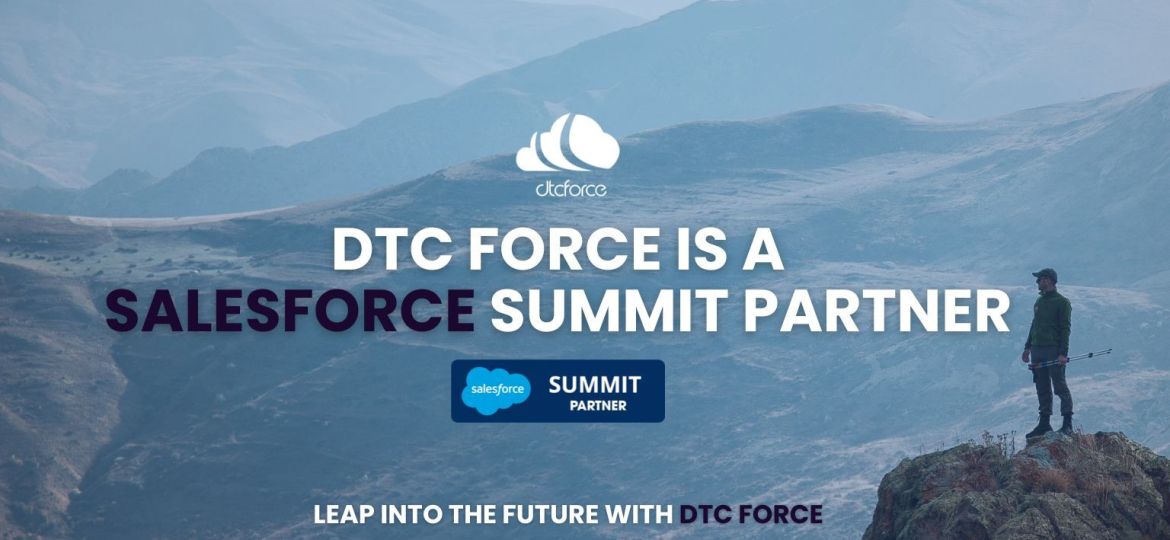 dtcforce
DTC FORCE IS A
SALESFORCE SUMMIT PARTNER
salesforce
SUMMIT
PARTNER
LEAP INTO THE FUTURE WITH DTC FORCE